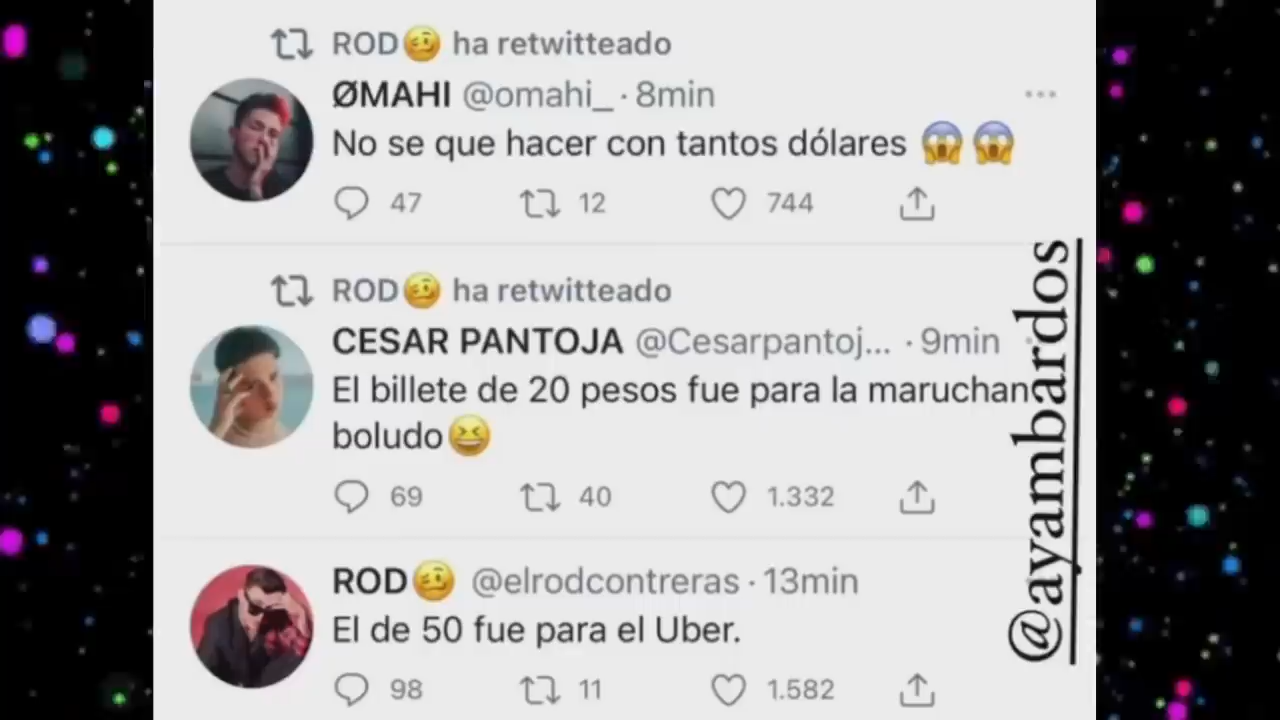 ROD🥴 ha retwitteado
ØMAHI @omahi_ · 8min
No se que hacer con tantos dólares 😱😱
47 12 744
ROD🥴 ha retwitteado
CESAR PANTOJA @Cesarpantoj... · 9min
El billete de 20 pesos fue para la maruchan
boludo😆
69 40 1.332
ROD🥴 @elrodcontreras · 13min
El de 50 fue para el Uber.
98 11 1.582
@ayambardos